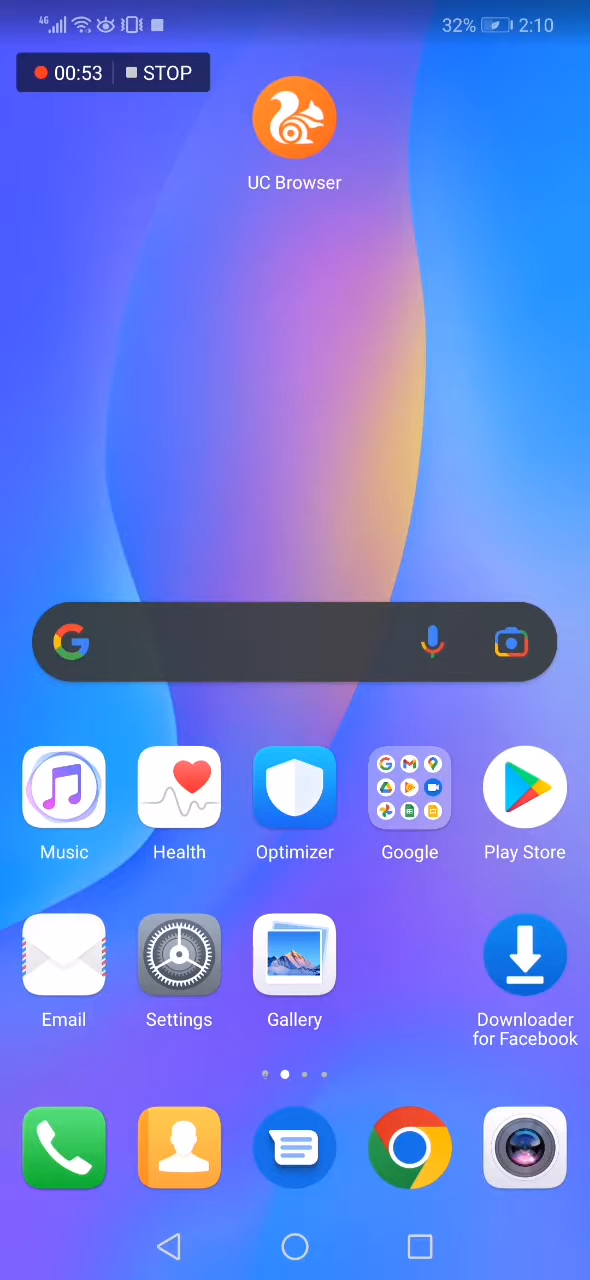 4G
32% 2:10
00:53 STOP
UC Browser
Music Health Optimizer Google Play Store
Email Settings Gallery Downloader
for Facebook